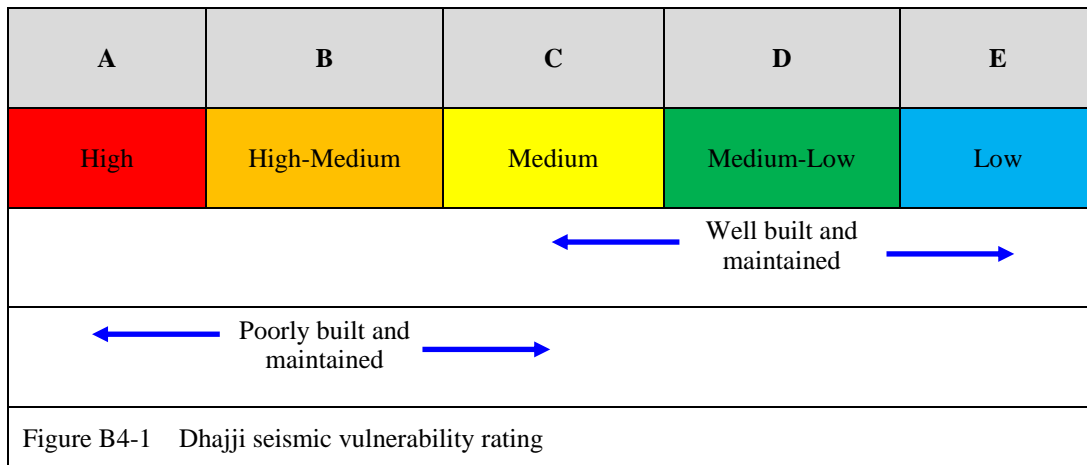 A B C D E
High High-Medium Medium Medium-Low Low
Well built and
maintained
Poorly built and
maintained
Figure B4-1 Dhajji seismic vulnerability rating